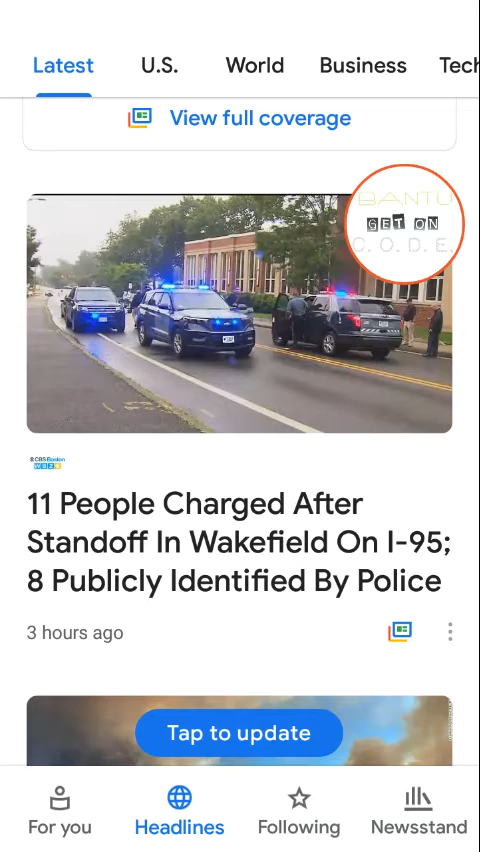 Latest U.S. World Business Tech
View full coverage
BANTU
GET ON
C. O. D. E.
CBS Boston
WBZ 4
11 People Charged After
Standoff In Wakefield On I-95;
8 Publicly Identified By Police
3 hours ago
Tap to update
For you Headlines Following Newsstand